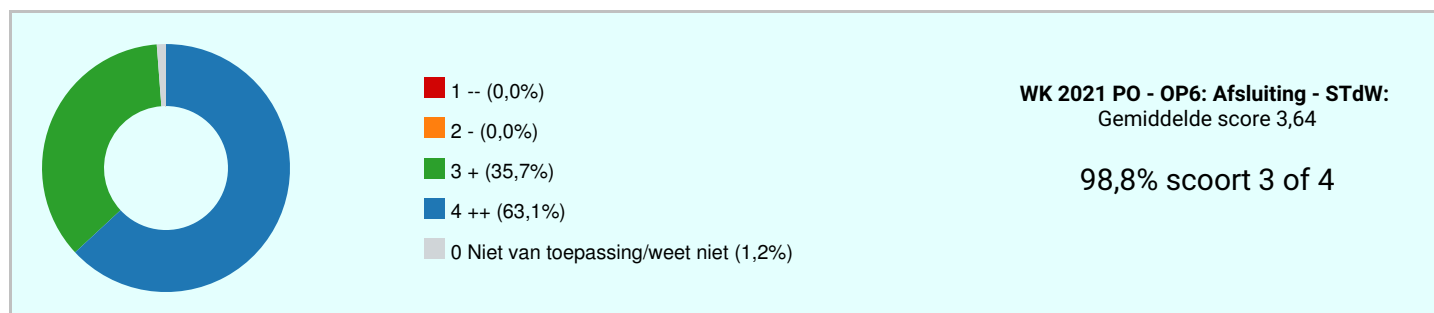 1 -- (0,0%)
2 - (0,0%)
3 + (35,7%)
4 ++ (63,1%)
0 Niet van toepassing/weet niet (1,2%)
WK 2021 PO - OP6: Afsluiting - STdW:
Gemiddelde score 3,64
98,8% scoort 3 of 4